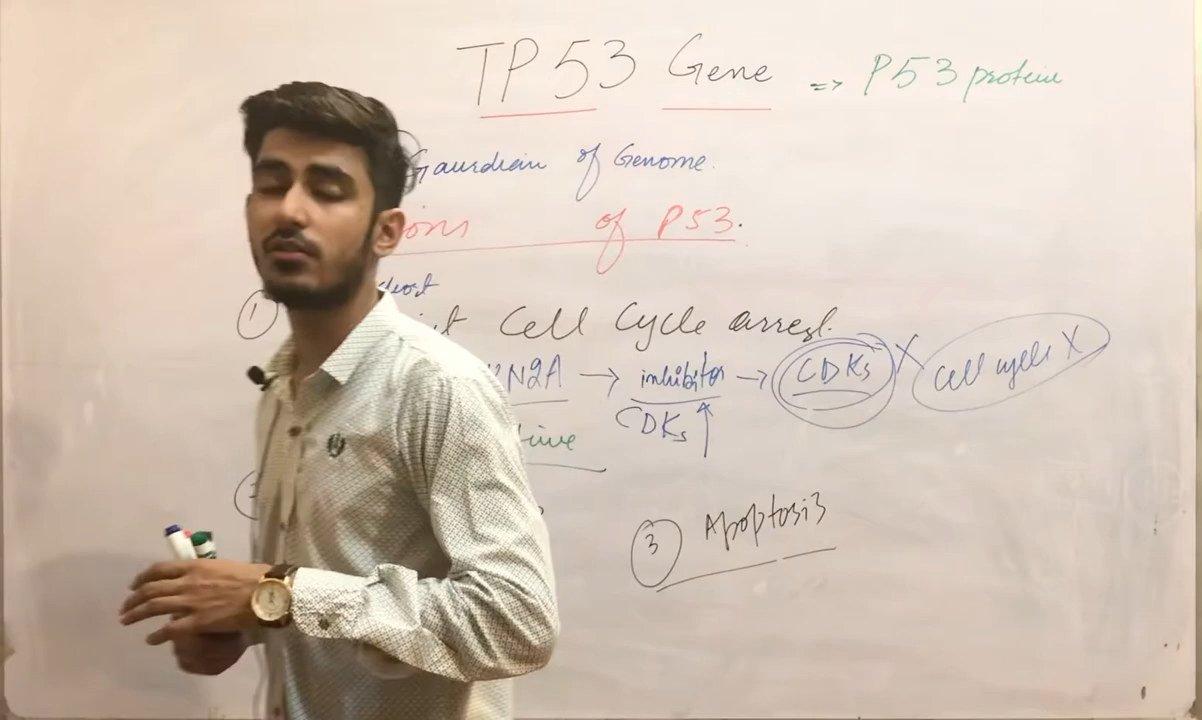 TP53 Gene => P53 protein
Gaurdian of Genome.
of P53.
① Cell Cycle arrest.
N2A → inhibitor → CDKs X cell cycle X
CDKs ↑
③ Apoptosis